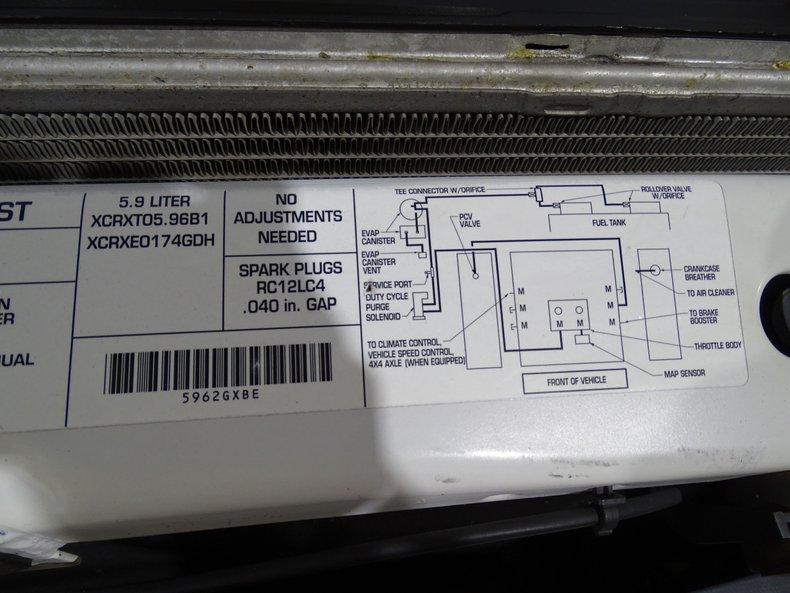 ST
N
ER
NUAL
5.9 LITER
XCRXT05.96B1
XCRXE0174GDH
NO
ADJUSTMENTS
NEEDED
SPARK PLUGS
RC12LC4
.040 in. GAP
5962GXBE
TEE CONNECTOR W/ORIFICE
ROLLOVER VALVE
W/ORIFICE
FUEL TANK
PCV
VALVE
EVAP
CANISTER
EVAP
CANISTER
VENT
SERVICE PORT
DUTY CYCLE
PURGE
SOLENOID
CRANKCASE
BREATHER
TO AIR CLEANER
TO BRAKE
BOOSTER
M
M
M
M
M
M
M M
THROTTLE BODY
TO CLIMATE CONTROL,
VEHICLE SPEED CONTROL,
4X4 AXLE (WHEN EQUIPPED)
MAP SENSOR
FRONT OF VEHICLE